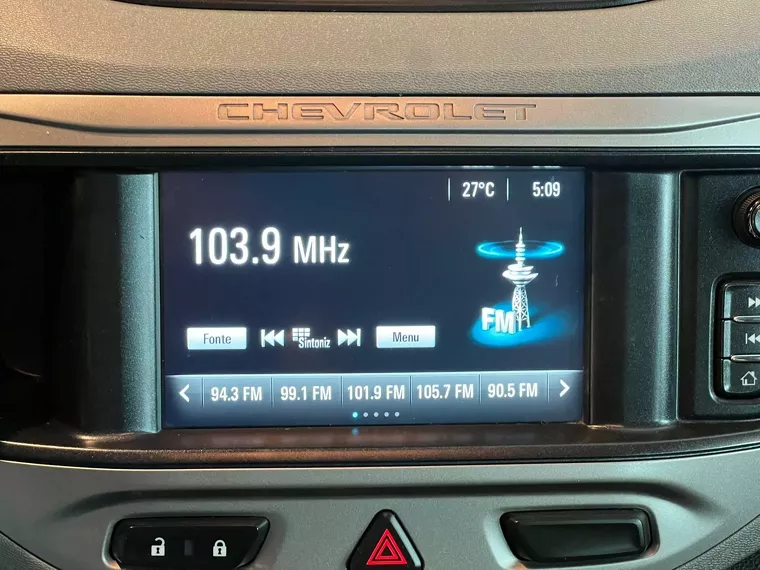 CHEVROLET
27°C 5:09
103.9 MHz
FM
Fonte Sintoniz Menu
94.3 FM 99.1 FM 101.9 FM 105.7 FM 90.5 FM